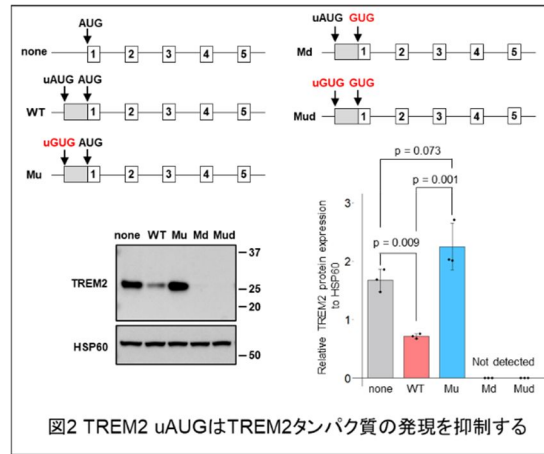 AUG
none 1 2 3 4 5
uAUG AUG
WT 1 2 3 4 5
uGUG AUG
Mu 1 2 3 4 5
uAUG GUG
Md 1 2 3 4 5
uGUG GUG
Mud 1 2 3 4 5
none WT Mu Md Mud
37
TREM2
25
20
HSP60
50
p = 0.073
p = 0.001
p = 0.009
Relative TREM2 protein expression
to HSP60
3
2
1
0
Not detected
none WT Mu Md Mud
図2 TREM2 uAUGはTREM2タンパク質の発現を抑制する